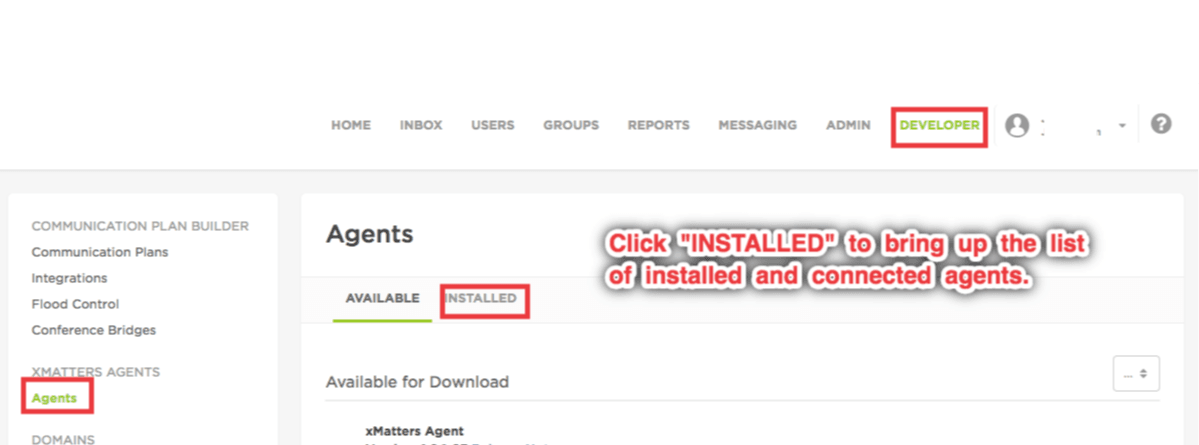 HOME INBOX USERS GROUPS REPORTS MESSAGING ADMIN DEVELOPER
COMMUNICATION PLAN BUILDER
Communication Plans
Integrations
Flood Control
Conference Bridges
XMATTERS AGENTS
Agents
DOMAINS
Agents
Click "INSTALLED" to bring up the list
of installed and connected agents.
AVAILABLE INSTALLED
Available for Download
...
xMatters Agent